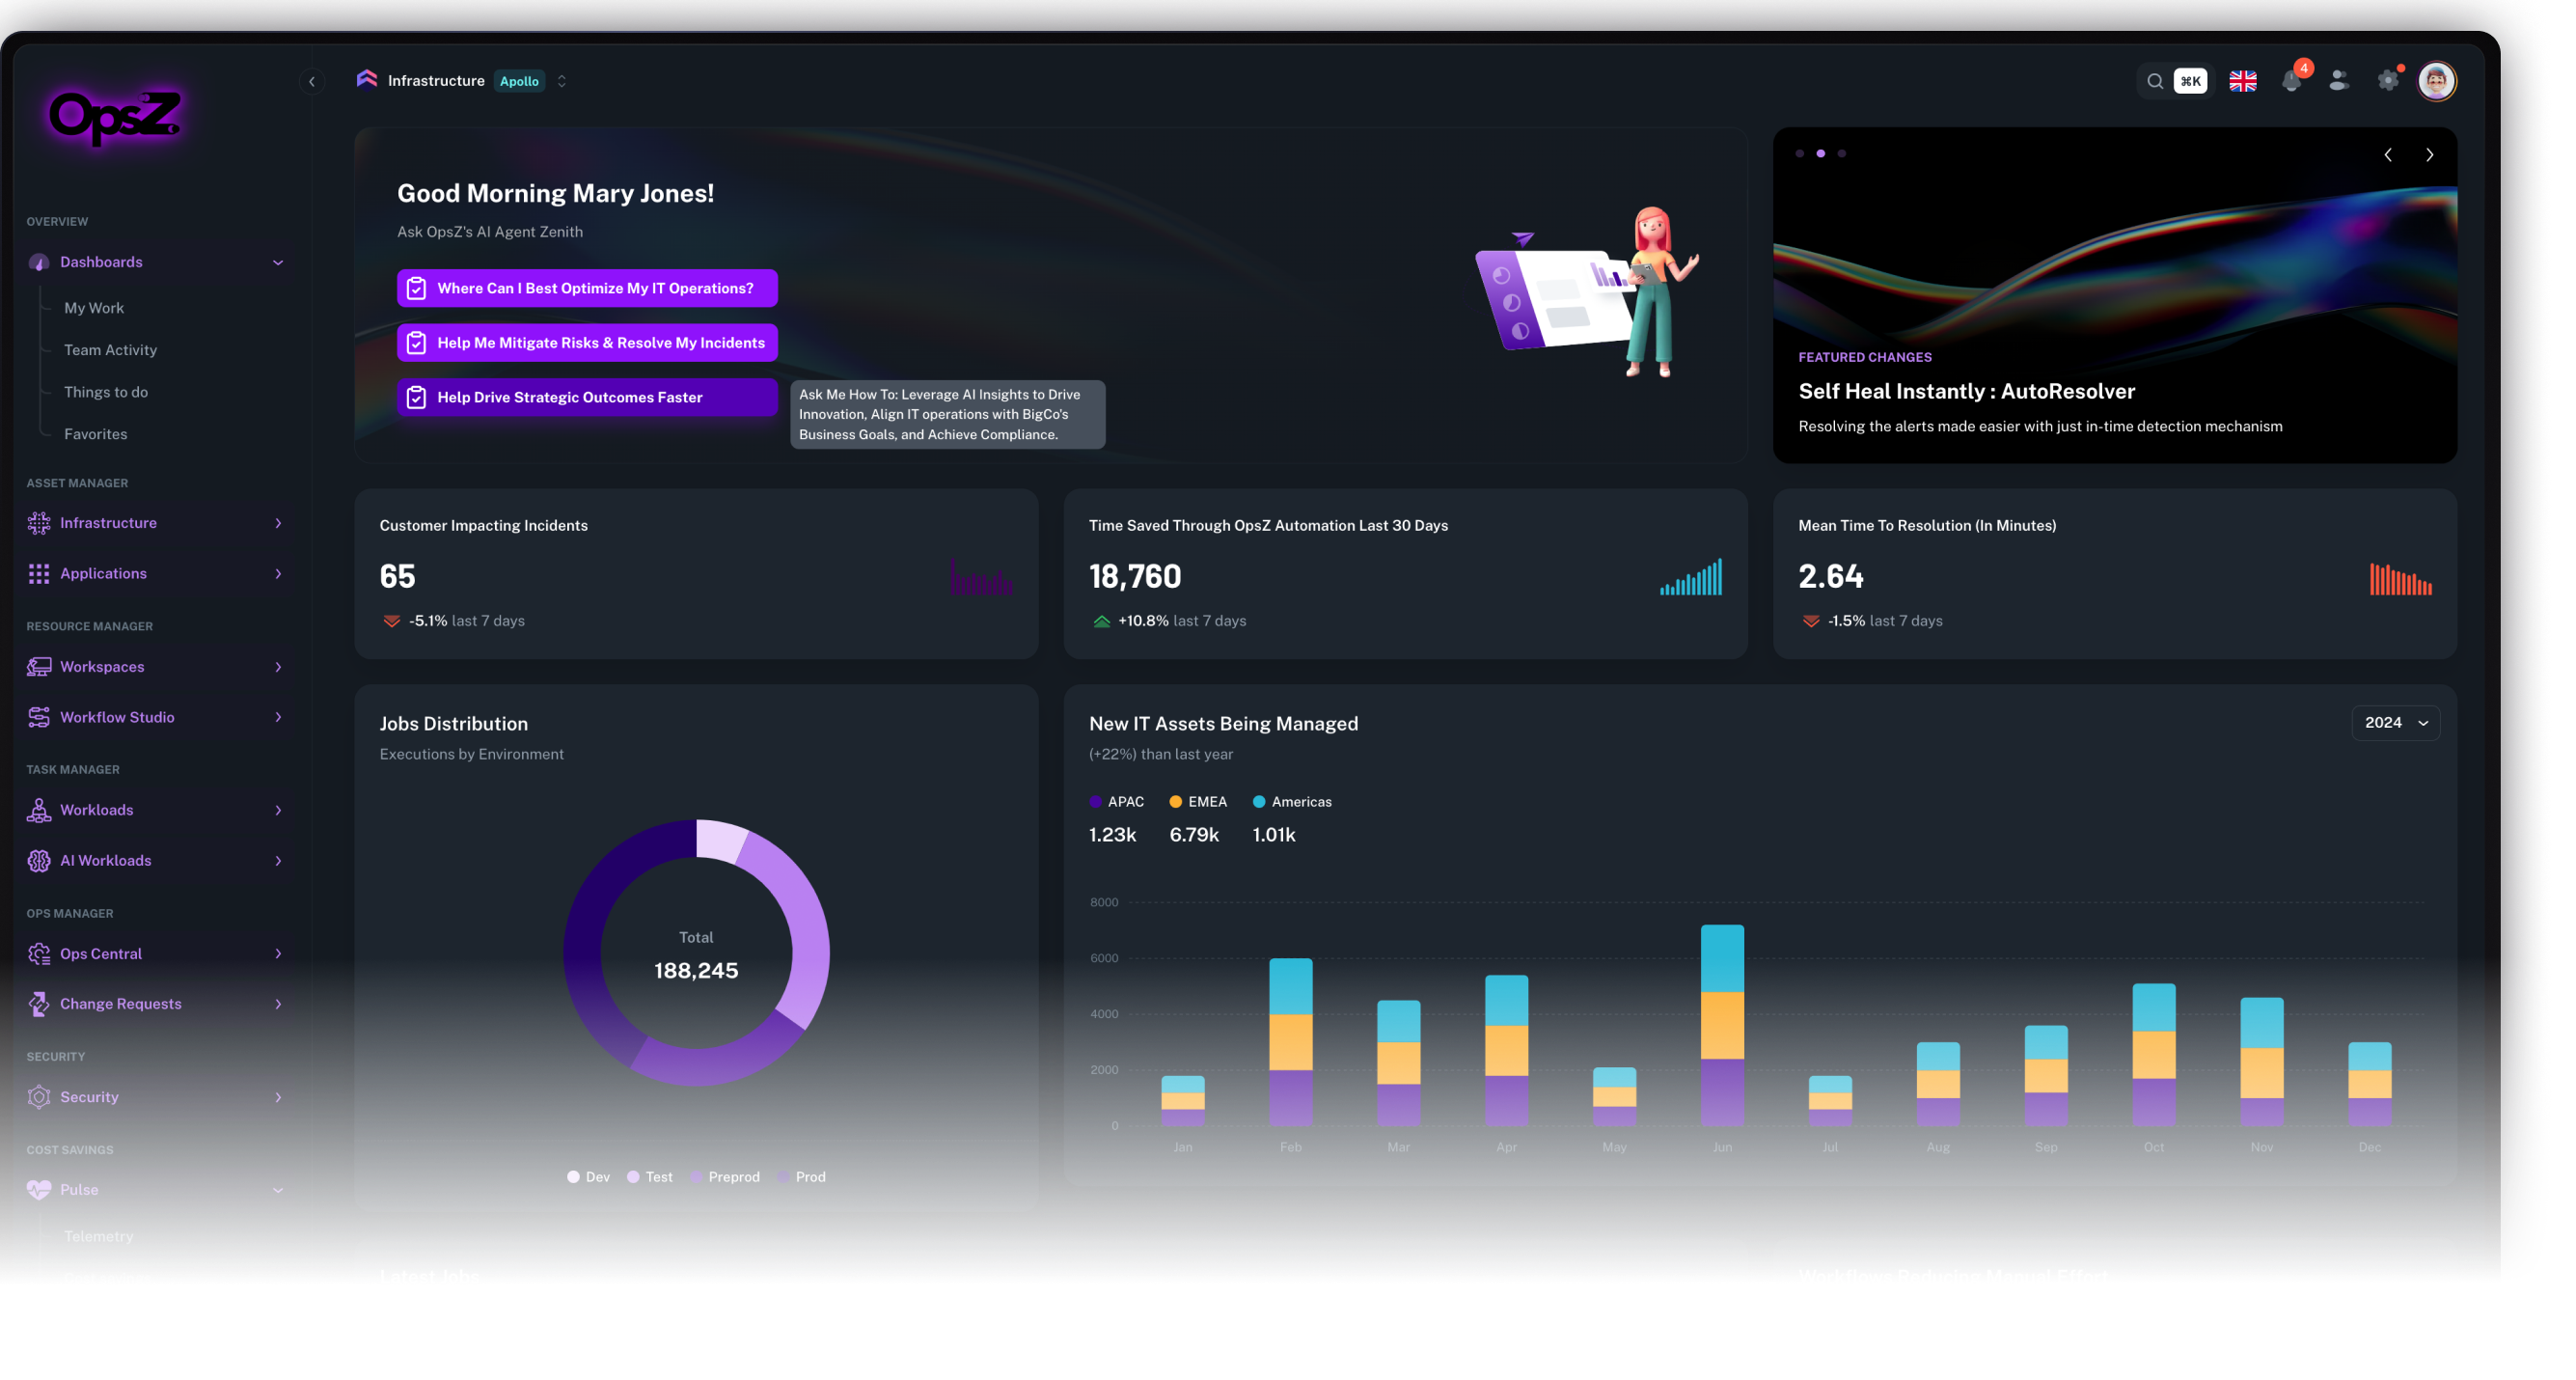 OpsZ
Infrastructure Apollo
⌘K
4
OVERVIEW
Dashboards
My Work
Team Activity
Things to do
Favorites
ASSET MANAGER
Infrastructure
Applications
RESOURCE MANAGER
Workspaces
Workflow Studio
TASK MANAGER
Workloads
AI Workloads
OPS MANAGER
Ops Central
Change Requests
SECURITY
Security
COST SAVINGS
Pulse
Telemetry
Good Morning Mary Jones!
Ask OpsZ's AI Agent Zenith
Where Can I Best Optimize My IT Operations?
Help Me Mitigate Risks & Resolve My Incidents
Help Drive Strategic Outcomes Faster
Ask Me How To: Leverage AI Insights to Drive
Innovation, Align IT operations with BigCo's
Business Goals, and Achieve Compliance.
FEATURED CHANGES
Self Heal Instantly : AutoResolver
Resolving the alerts made easier with just in-time detection mechanism
Customer Impacting Incidents
65
-5.1% last 7 days
Time Saved Through OpsZ Automation Last 30 Days
18,760
+10.8% last 7 days
Mean Time To Resolution (In Minutes)
2.64
-1.5% last 7 days
Jobs Distribution
Executions by Environment
Total
188,245
Dev Test Preprod Prod
New IT Assets Being Managed
(+22%) than last year
2024
APAC EMEA Americas
1.23k 6.79k 1.01k
8000
6000
4000
2000
0
Jan Feb Mar Apr May Jun Jul Aug Sep Oct Nov Dec
Latest Jobs
Workflows Reducing Manual Effort